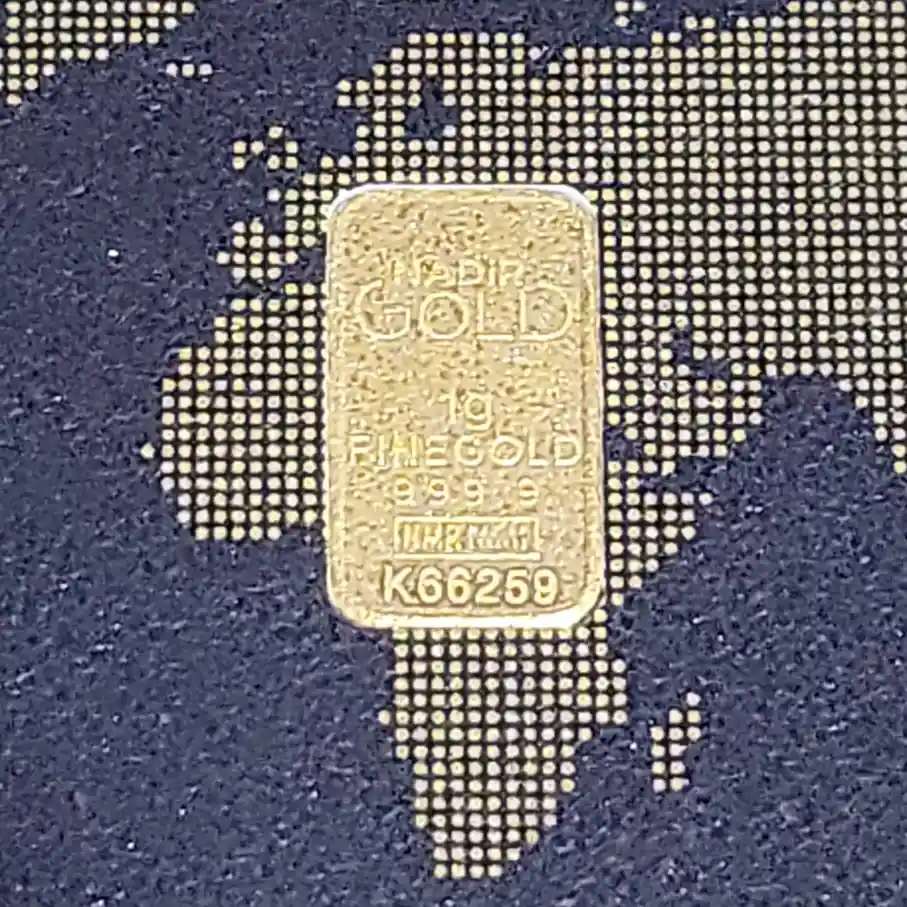 NADiR
GOLD
1g
FINE GOLD
999.9
K66259